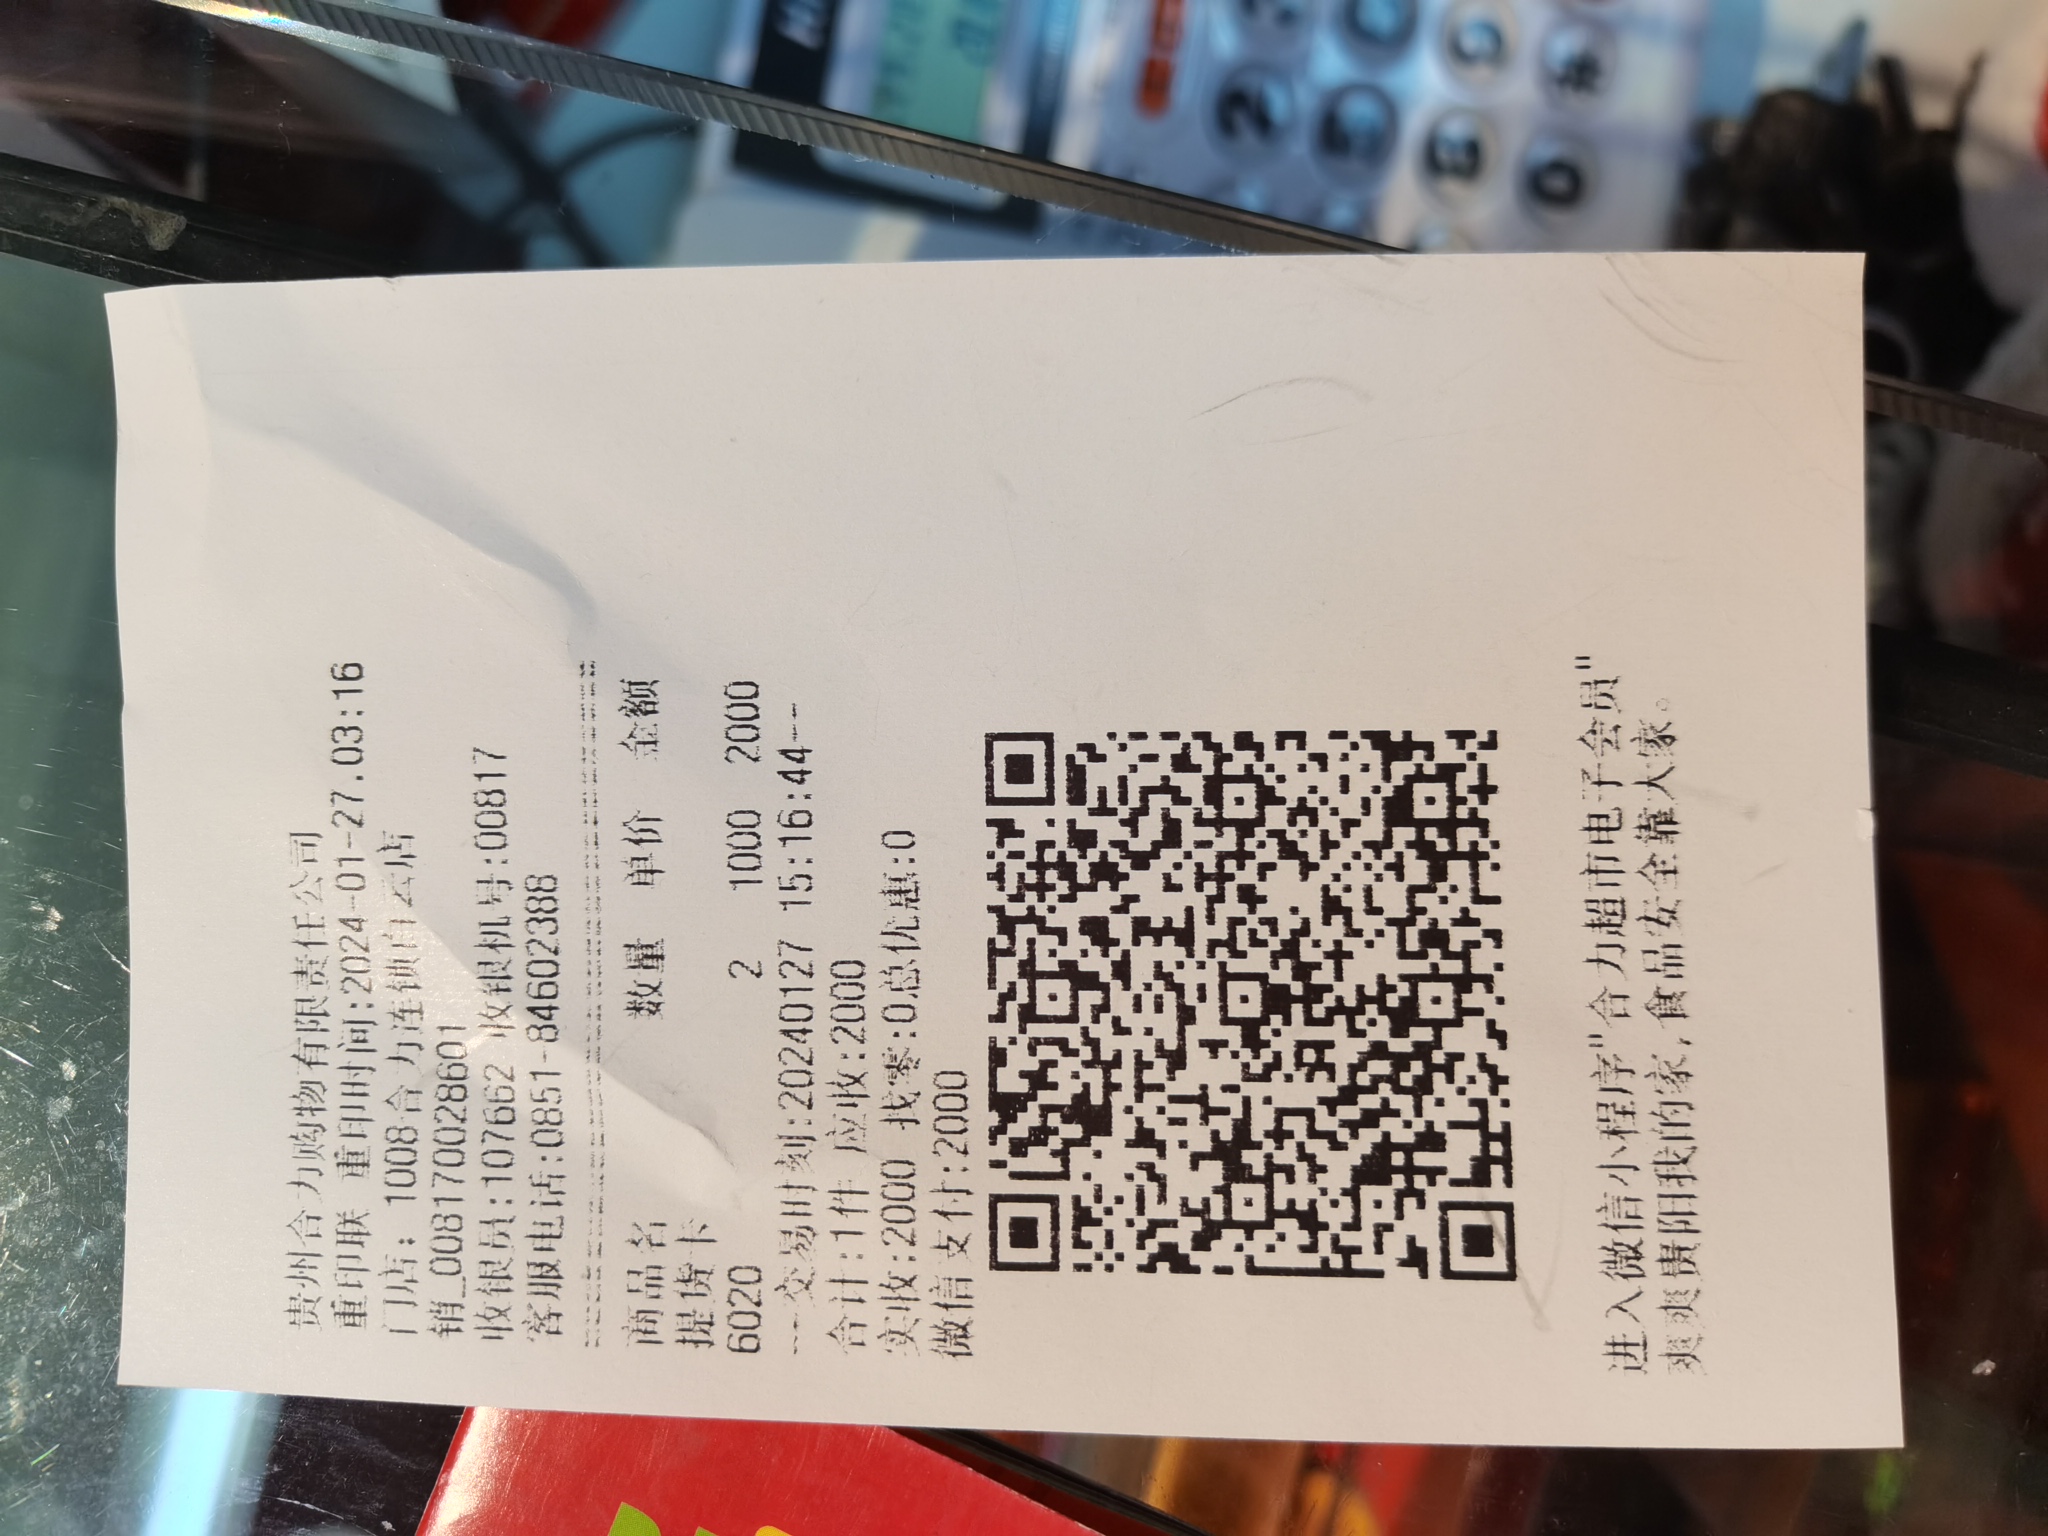 贵州合力购物有限责任公司
重印联 重印时间:2024-01-27.03:16
门店: 1008合力连锁白云店
销_008170028601
收银员:107662 收银机号:00817
客服电话:0851-84602388
商品名 数量 单价 金额
提货卡
6020 2 1000 2000
---交易时刻:20240127 15:16:44---
合计:1件 应收:2000
实收:2000 找零:0总优惠:0
微信支付:2000
进入微信小程序"合力超市电子会员"
爽爽贵阳我的家,食品安全靠大家。
2
5
8
0